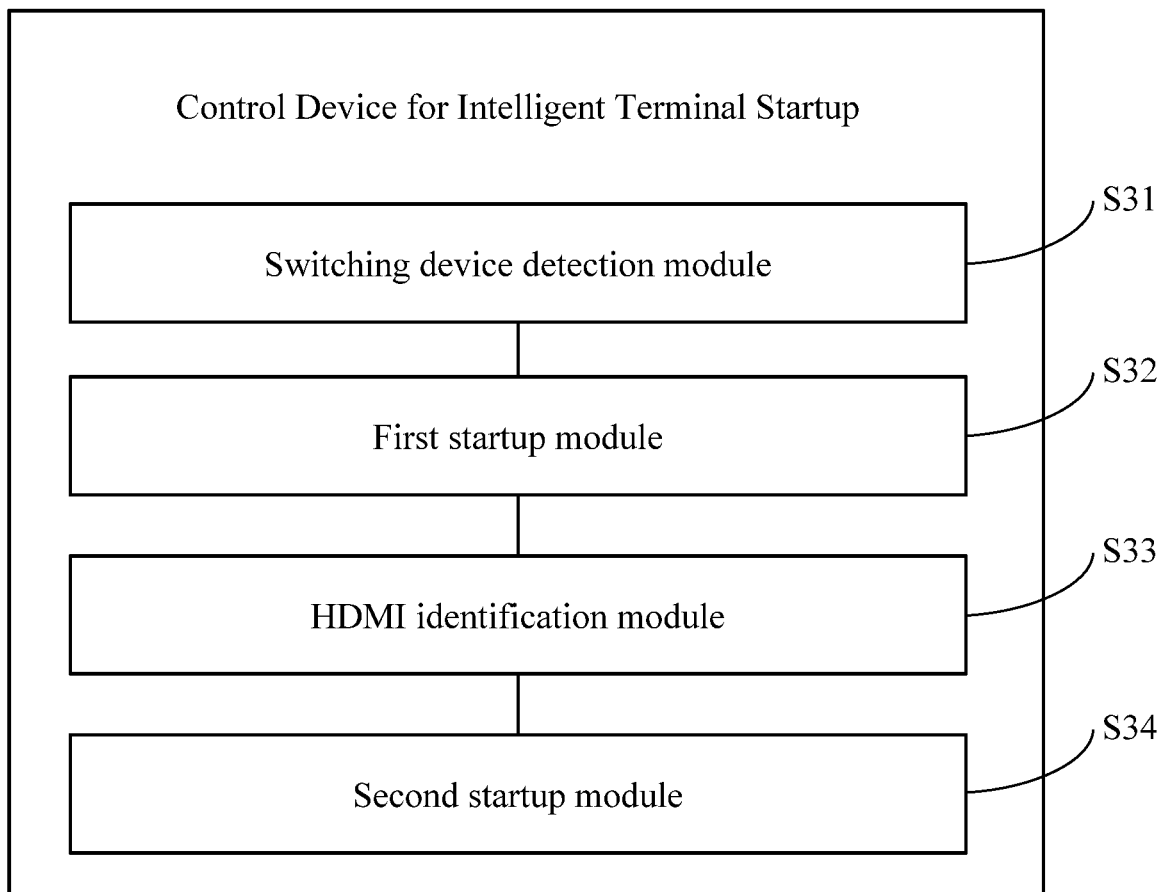 Control Device for Intelligent Terminal Startup
S31
Switching device detection module
S32
First startup module
S33
HDMI identification module
S34
Second startup module